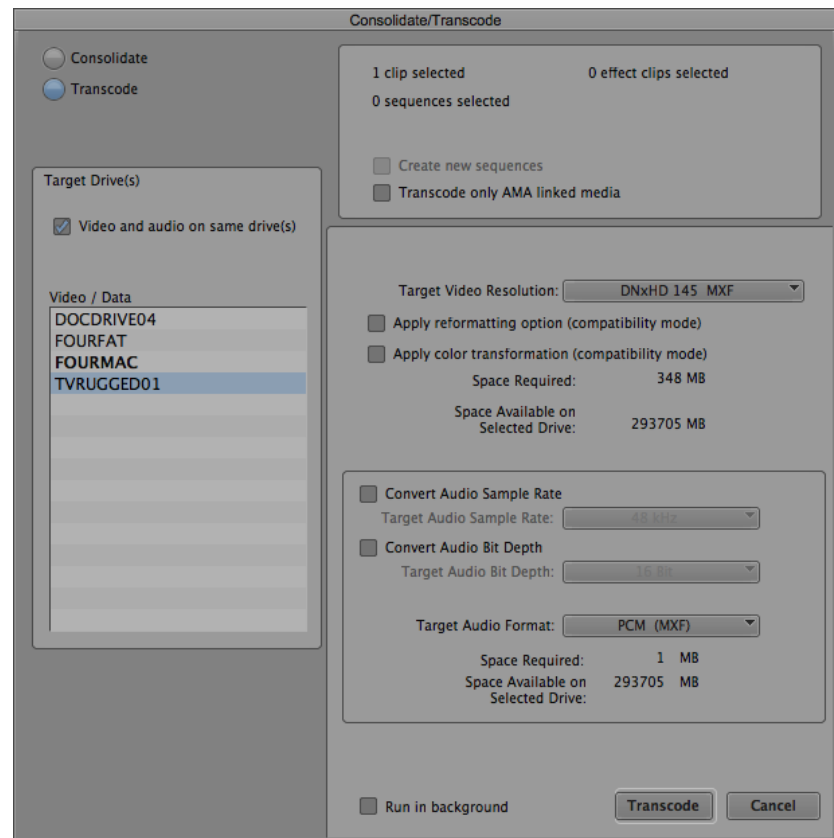 Consolidate/Transcode
Consolidate
Transcode
1 clip selected
0 effect clips selected
0 sequences selected
Create new sequences
Transcode only AMA linked media
Target Drive(s)
Video and audio on same drive(s)
Video / Data
DOCDRIVE04
FOURFAT
FOURMAC
TVRUGGED01
Target Video Resolution: DNxHD 145 MXF
Apply reformatting option (compatibility mode)
Apply color transformation (compatibility mode)
Space Required: 348 MB
Space Available on
Selected Drive: 293705 MB
Convert Audio Sample Rate
Target Audio Sample Rate: 48 kHz
Convert Audio Bit Depth
Target Audio Bit Depth: 16 Bit
Target Audio Format: PCM (MXF)
Space Required: 1 MB
Space Available on 293705 MB
Selected Drive:
Run in background
Transcode
Cancel